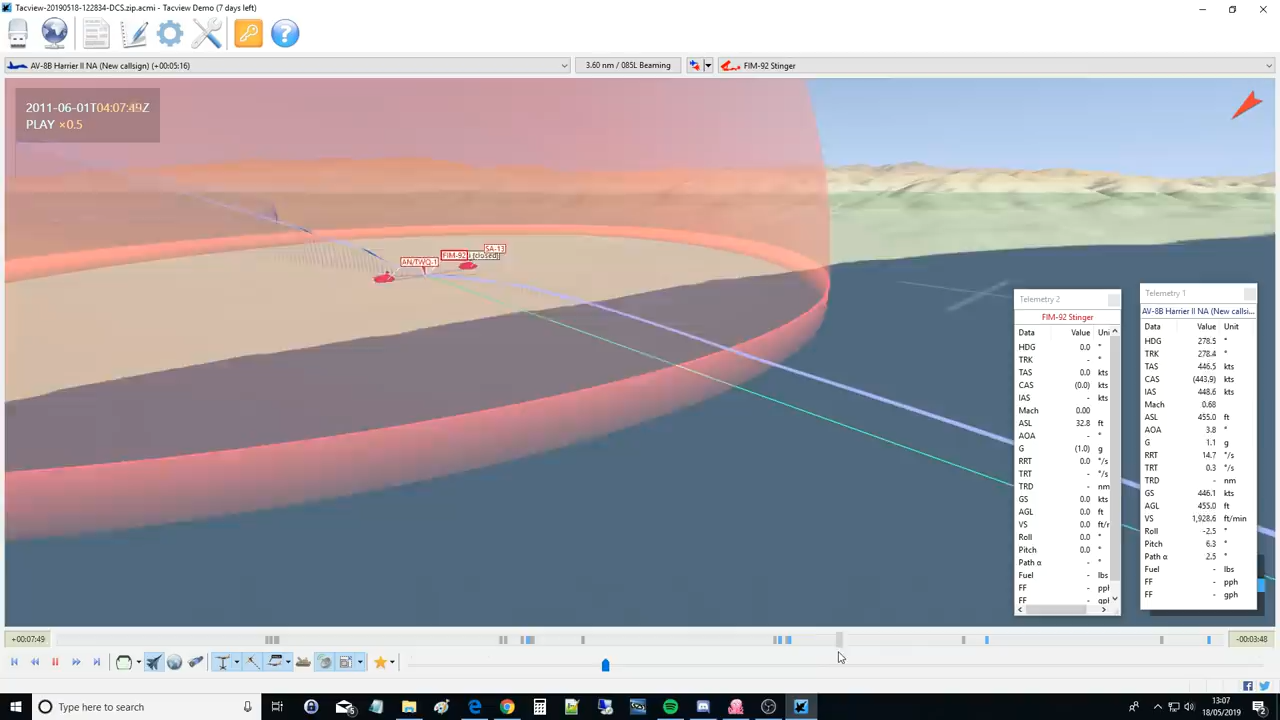 Tacview-20190518-122834-DCS.zip.acmi - Tacview Demo (7 days left)
AV-8B Harrier II NA (New callsign) (+00:05:16)
3.60 nm / 085L Beaming
FIM-92 Stinger
2011-06-01T04:07:49Z
PLAY ×0.5
SA-13
FIM-92
[closed]
AN/TWQ-1
Telemetry 2
FIM-92 Stinger
Data Value Uni
HDG 0.0 °
TRK - °
TAS 0.0 kts
CAS (0.0) kts
IAS - kts
Mach 0.00
ASL 32.8 ft
AOA - °
G (1.0) g
RRT 0.0 °/s
TRT - °/s
TRD - nm
GS 0.0 kts
AGL 0.0 ft
VS 0.0 ft/r
Roll 0.0 °
Pitch 0.0 °
Path α - °
Fuel - lbs
FF - pph
FF - gph
Telemetry 1
AV-8B Harrier II NA (New callsi...
Data Value Unit
HDG 278.5 °
TRK 278.4 °
TAS 446.5 kts
CAS (443.9) kts
IAS 448.6 kts
Mach 0.68
ASL 455.0 ft
AOA 3.8 °
G 1.1 g
RRT 14.7 °/s
TRT 0.3 °/s
TRD - nm
GS 446.1 kts
AGL 455.0 ft
VS 1,928.6 ft/min
Roll -2.5 °
Pitch 6.3 °
Path α 2.5 °
Fuel - lbs
FF - pph
FF - gph
+00:07:49
-00:03:48
Type here to search
13:07
18/05/2019